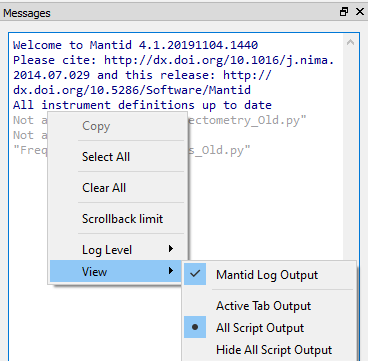 Messages
Welcome to Mantid 4.1.20191104.1440
Please cite: http://dx.doi.org/10.1016/j.nima.
2014.07.029 and this release: http://
dx.doi.org/10.5286/Software/Mantid
All instrument definitions up to date
Not a ectometry_Old.py"
Not a
"Freq s_Old.py"
Copy
Select All
Clear All
Scrollback limit
Log Level
View
Mantid Log Output
Active Tab Output
All Script Output
Hide All Script Output